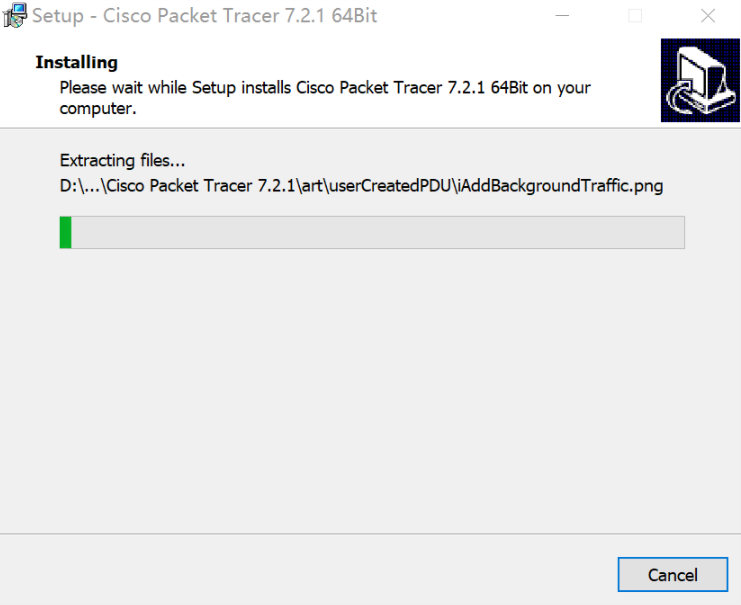 Setup - Cisco Packet Tracer 7.2.1 64Bit
Installing
Please wait while Setup installs Cisco Packet Tracer 7.2.1 64Bit on your
computer.
Extracting files...
D:\...\Cisco Packet Tracer 7.2.1\art\userCreatedPDU\iAddBackgroundTraffic.png
Cancel